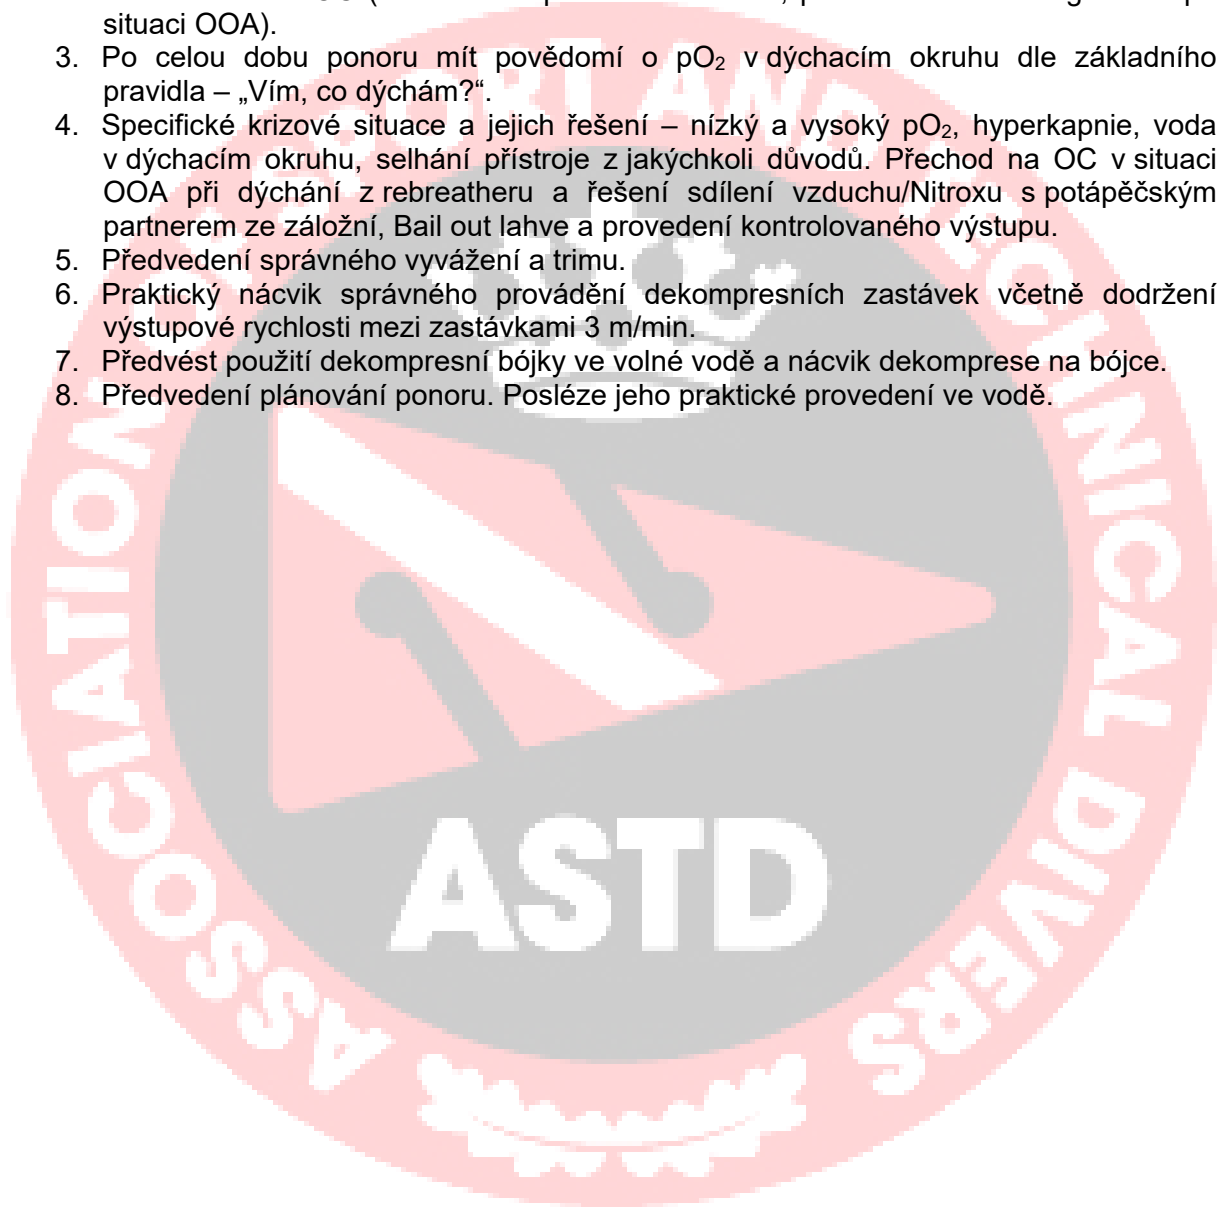 situaci OOA).
3. Po celou dobu ponoru mít povědomí o pO₂ v dýchacím okruhu dle základního
pravidla – „Vím, co dýchám?“.
4. Specifické krizové situace a jejich řešení – nízký a vysoký pO₂, hyperkapnie, voda
v dýchacím okruhu, selhání přístroje z jakýchkoli důvodů. Přechod na OC v situaci
OOA při dýchání z rebreatheru a řešení sdílení vzduchu/Nitroxu s potápěčským
partnerem ze záložní, Bail out lahve a provedení kontrolovaného výstupu.
5. Předvedení správného vyvážení a trimu.
6. Praktický nácvik správného provádění dekompresních zastávek včetně dodržení
výstupové rychlosti mezi zastávkami 3 m/min.
7. Předvést použití dekompresní bójky ve volné vodě a nácvik dekomprese na bójce.
8. Předvedení plánování ponoru. Posléze jeho praktické provedení ve vodě.
ASSOCIATION OF SPORT AND TECHNICAL DIVERS
ASTD